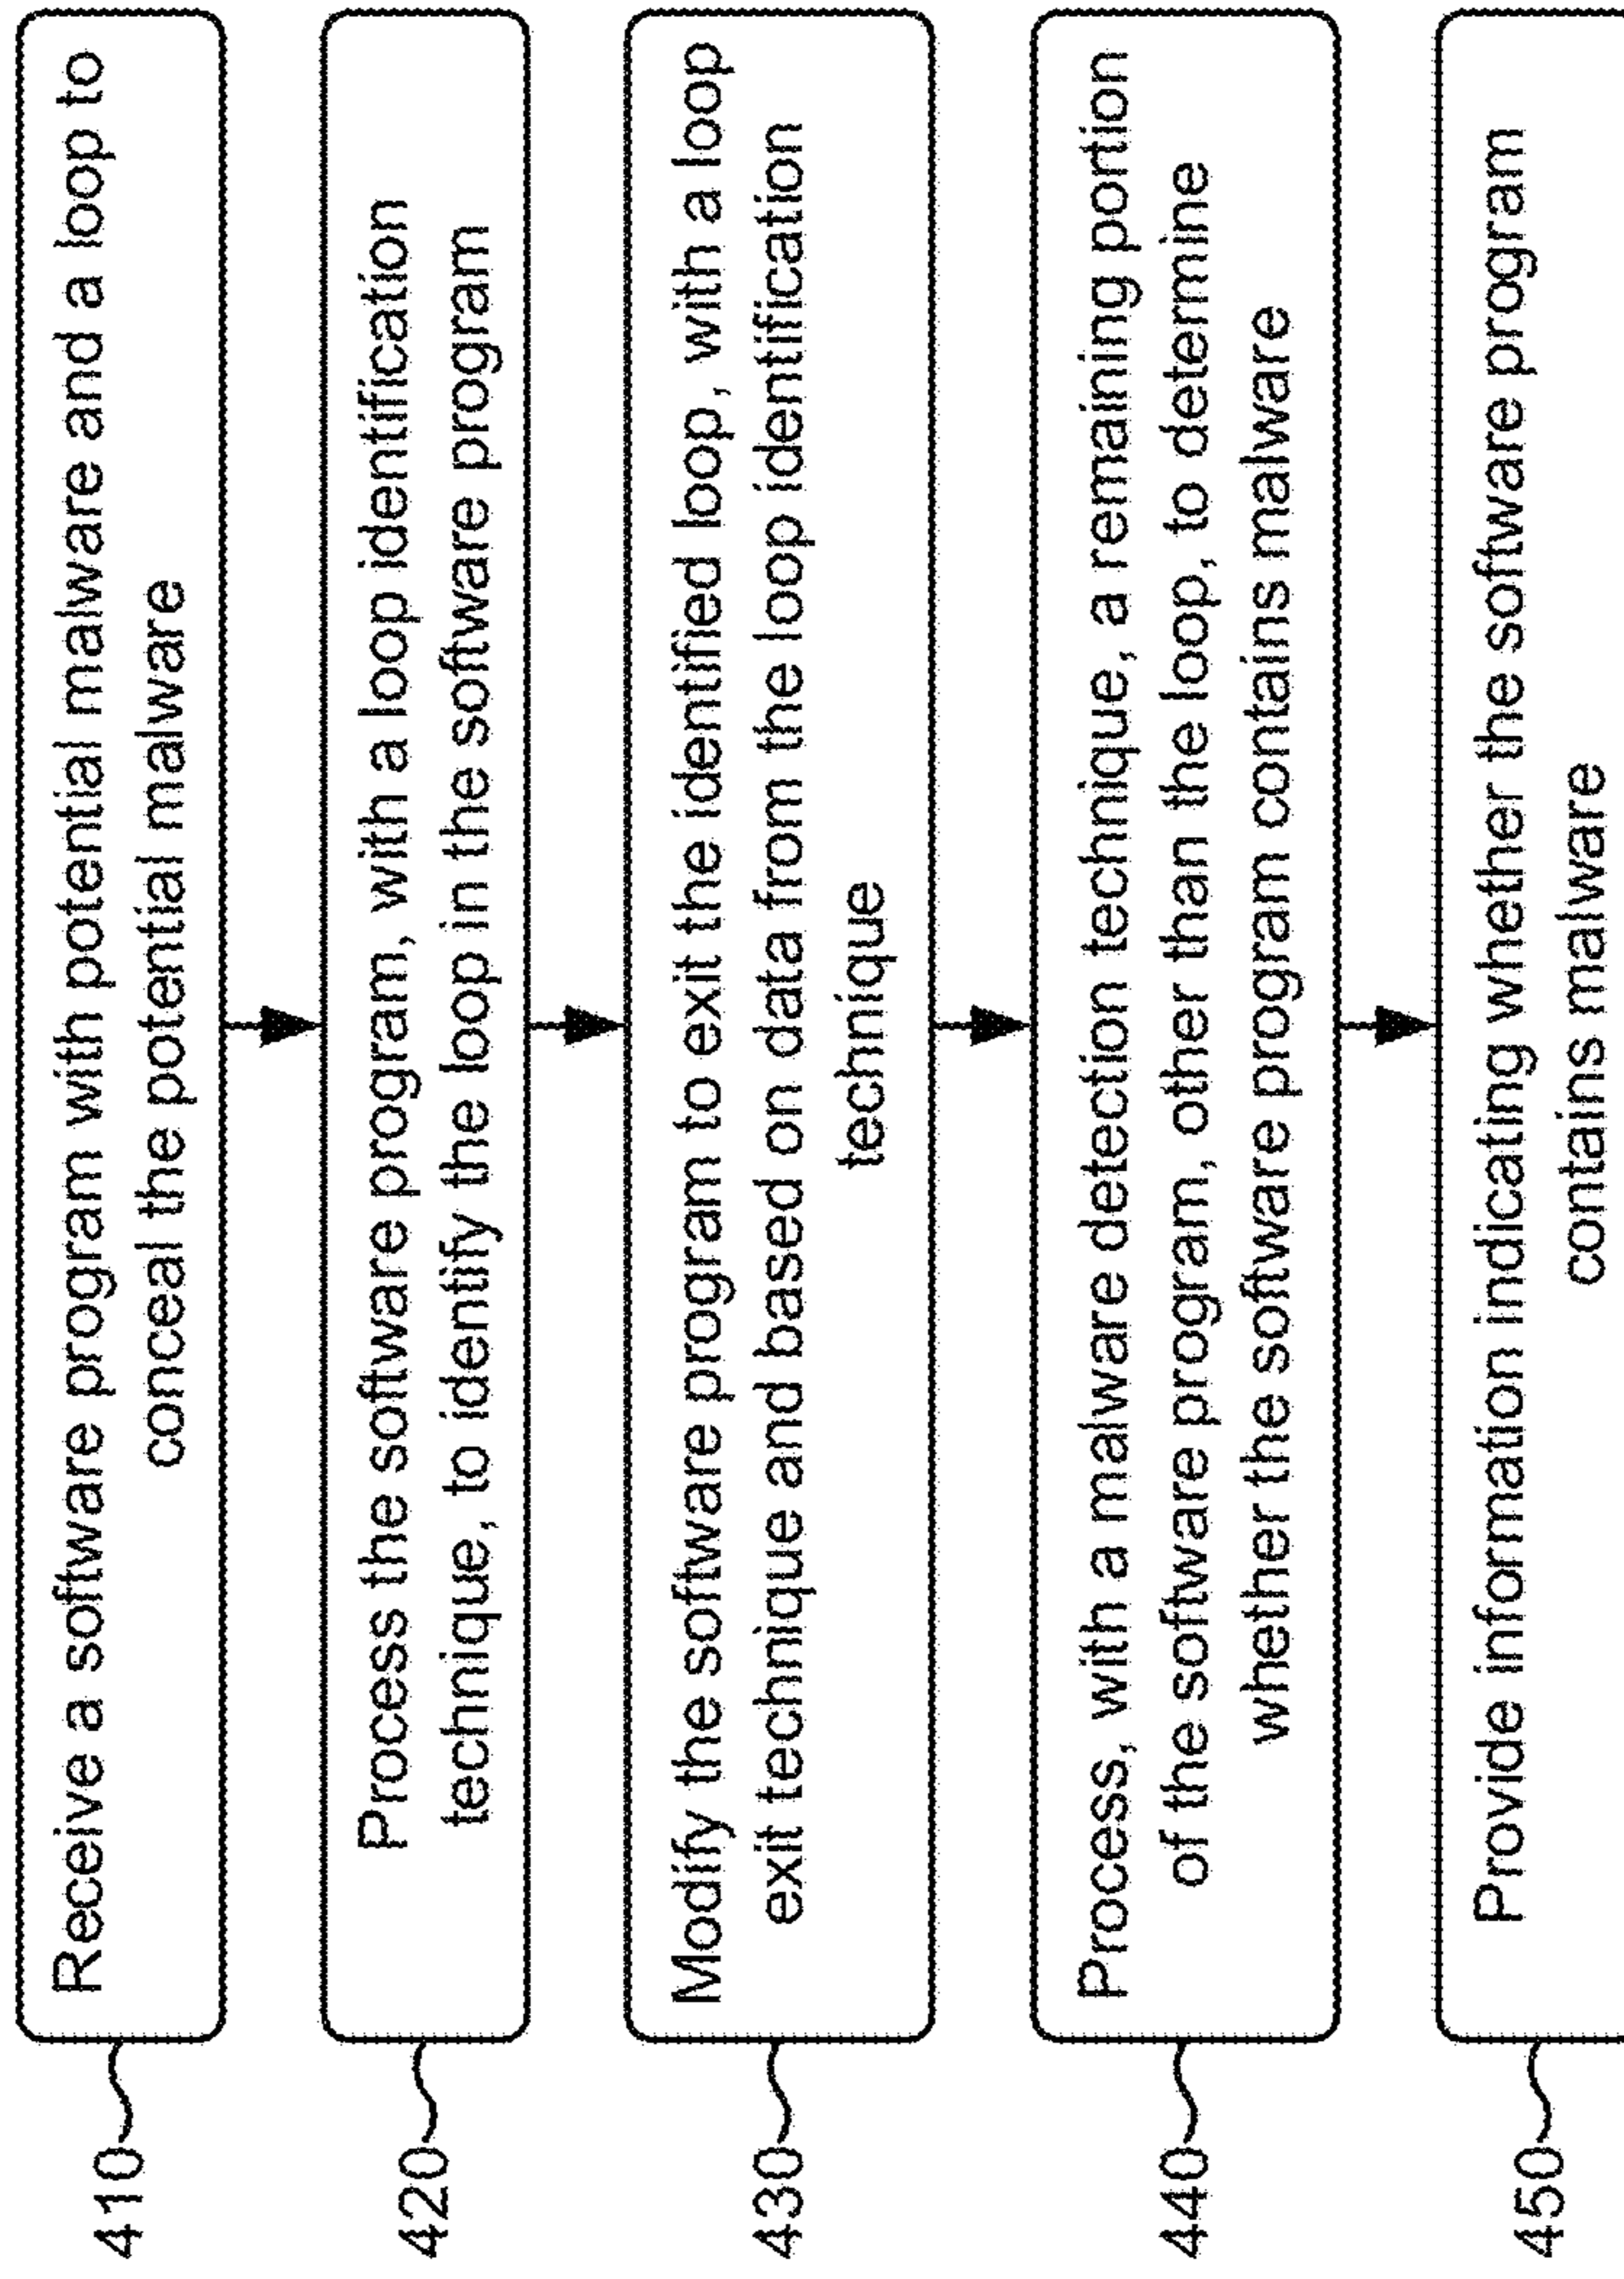 410
Receive a software program with potential malware and a loop to
conceal the potential malware
420
Process the software program, with a loop identification
technique, to identify the loop in the software program
430
Modify the software program to exit the identified loop, with a loop
exit technique and based on data from the loop identification
technique
440
Process, with a malware detection technique, a remaining portion
of the software program, other than the loop, to determine
whether the software program contains malware
450
Provide information indicating whether the software program
contains malware